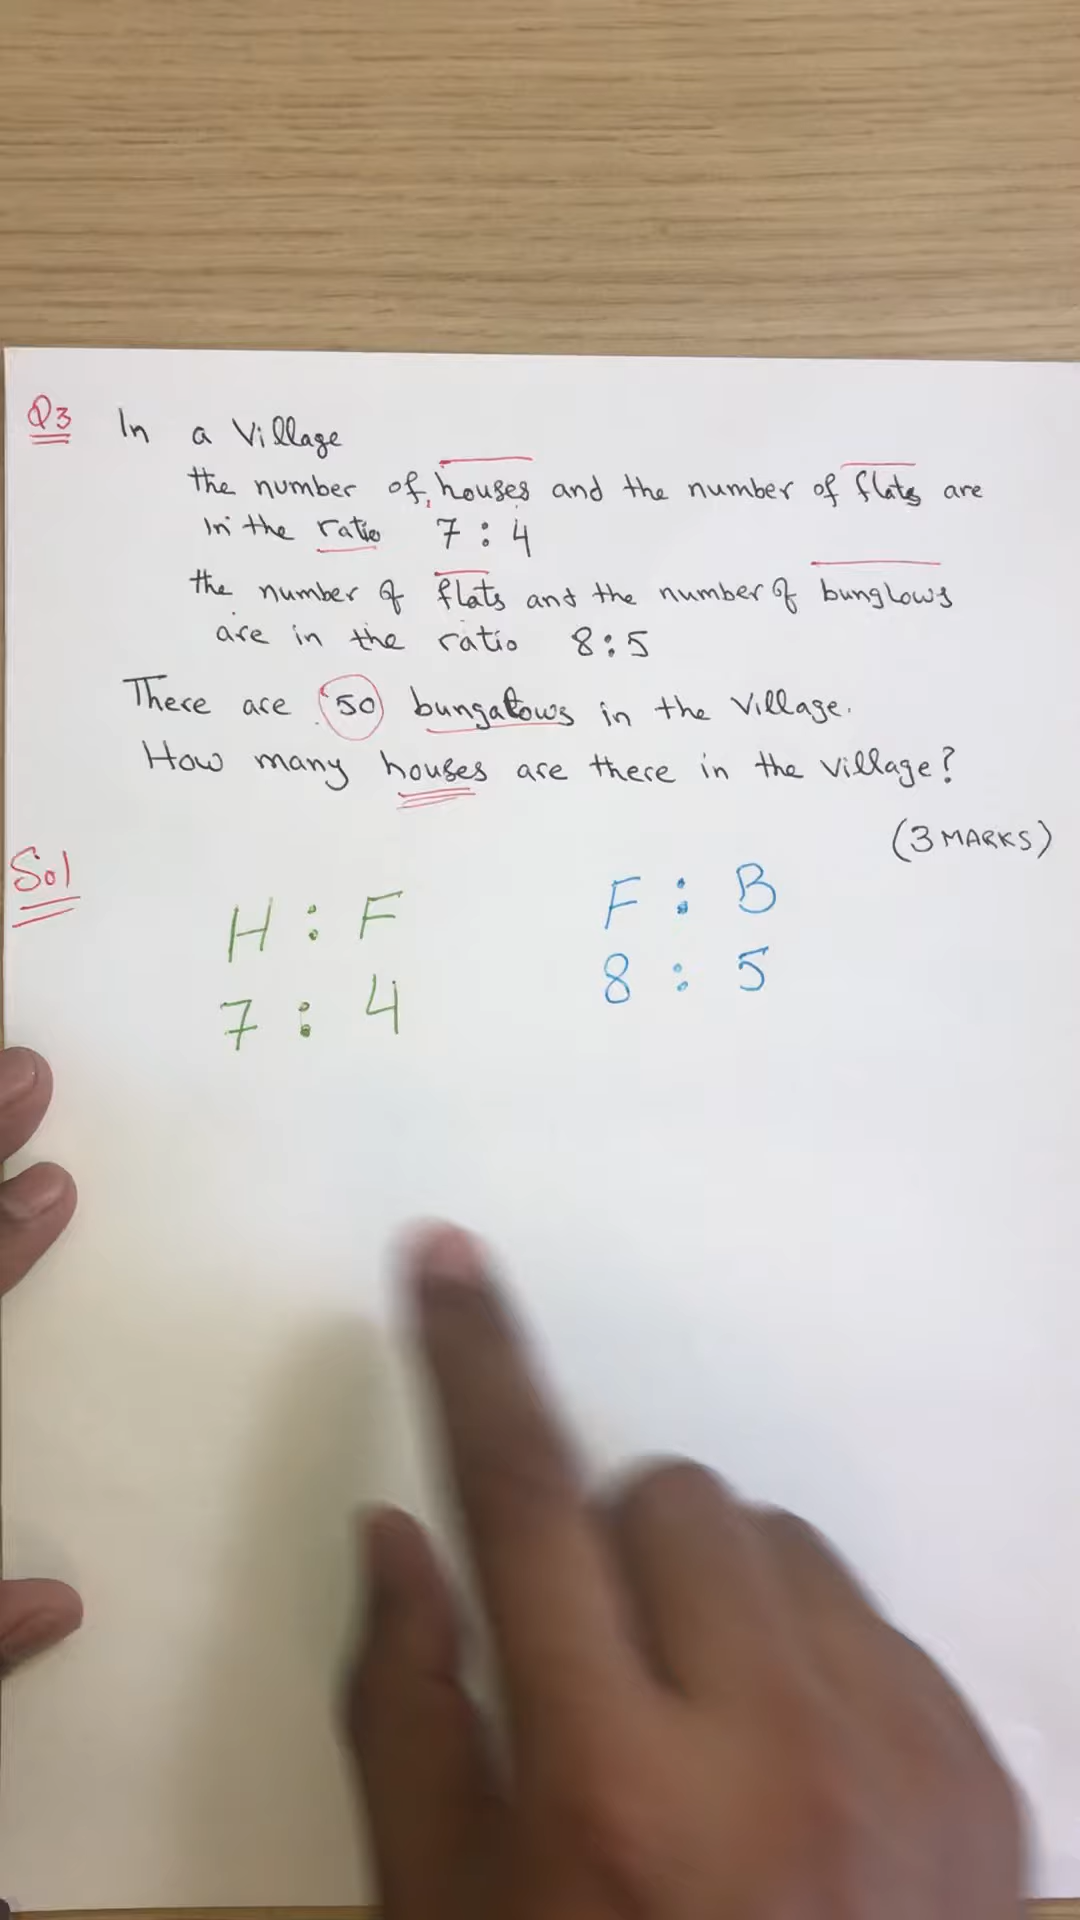 Q3 In a Village
the number of houses and the number of flats are
in the ratio 7 : 4
the number of flats and the number of bunglows
are in the ratio 8 : 5
There are 50 bungalows in the village.
How many houses are there in the village?
(3 MARKS)
Sol
H : F
7 : 4
F : B
8 : 5